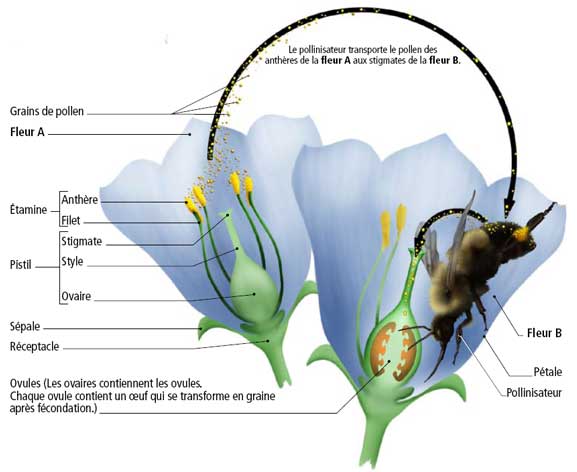 Le pollinisateur transporte le pollen des
anthères de la fleur A aux stigmates de la fleur B.
Grains de pollen
Fleur A
Étamine
Anthère
Filet
Pistil
Stigmate
Style
Ovaire
Sépale
Réceptacle
Fleur B
Pétale
Pollinisateur
Ovules (Les ovaires contiennent les ovules.
Chaque ovule contient un œuf qui se transforme en graine
après fécondation.)